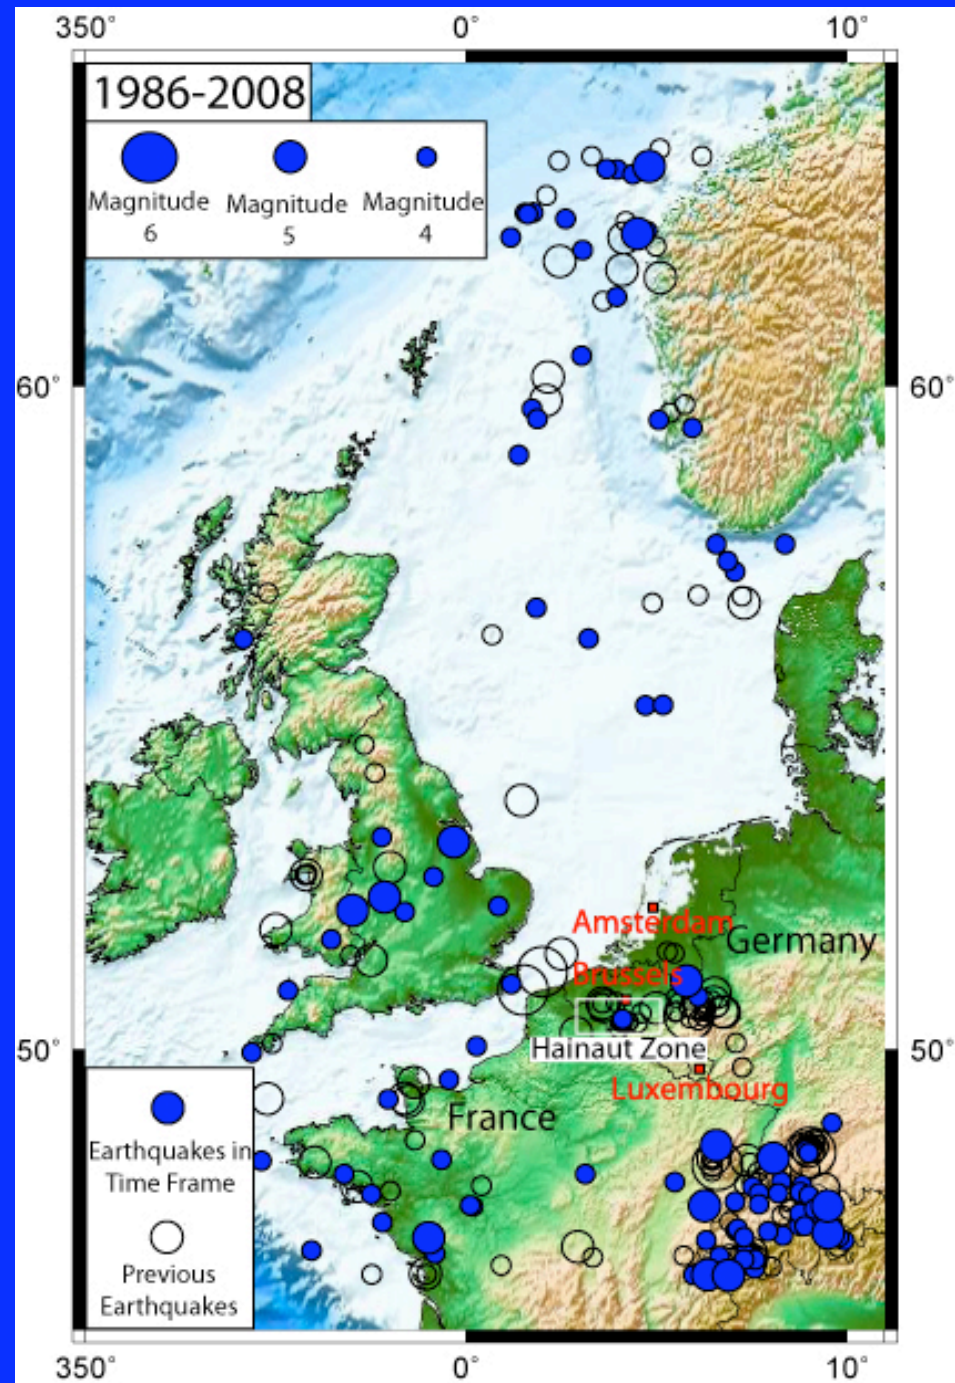 350° 0° 10°
1986-2008
Magnitude Magnitude Magnitude
6 5 4
60° 60°
Amsterdam
Germany
Brussels
50° 50°
Hainaut Zone
Luxembourg
France
Earthquakes in
Time Frame
Previous
Earthquakes
350° 0° 10°